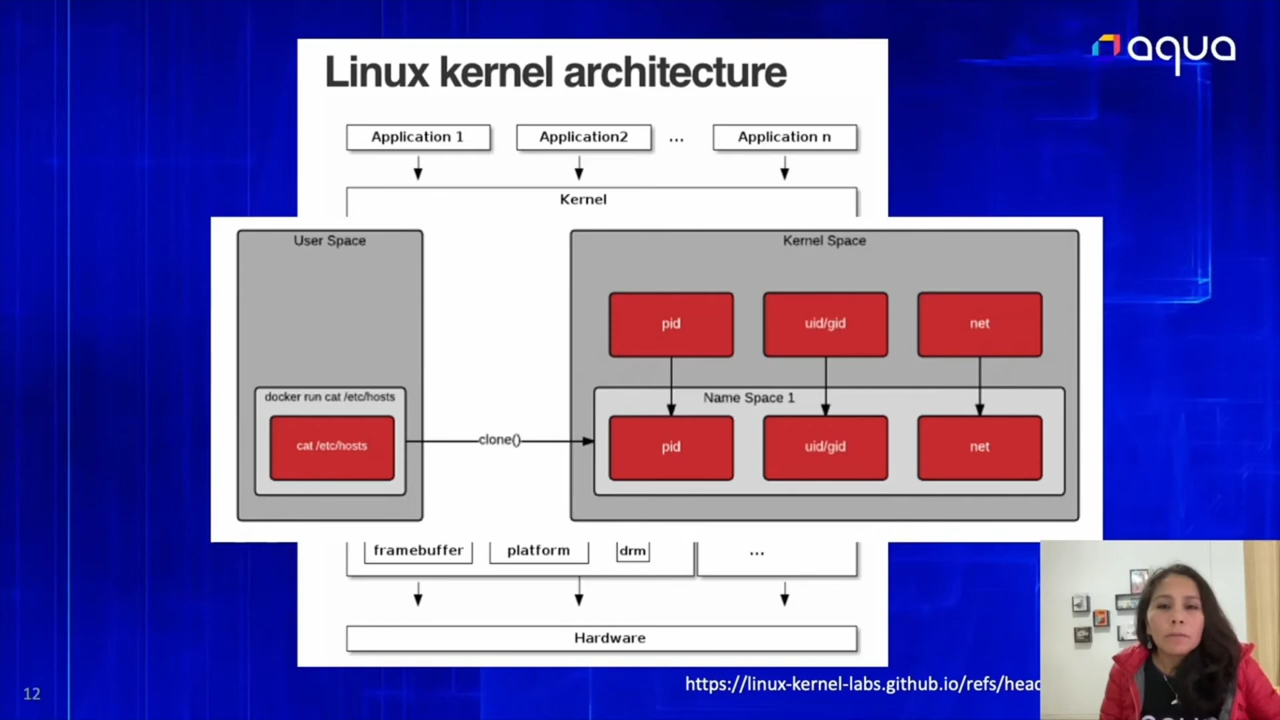 aqua
Linux kernel architecture
Application 1 Application2 ... Application n
Kernel
User Space Kernel Space
pid uid/gid net
docker run cat /etc/hosts Name Space 1
cat /etc/hosts clone() pid uid/gid net
framebuffer platform drm ...
Hardware
https://linux-kernel-labs.github.io/refs/head
12